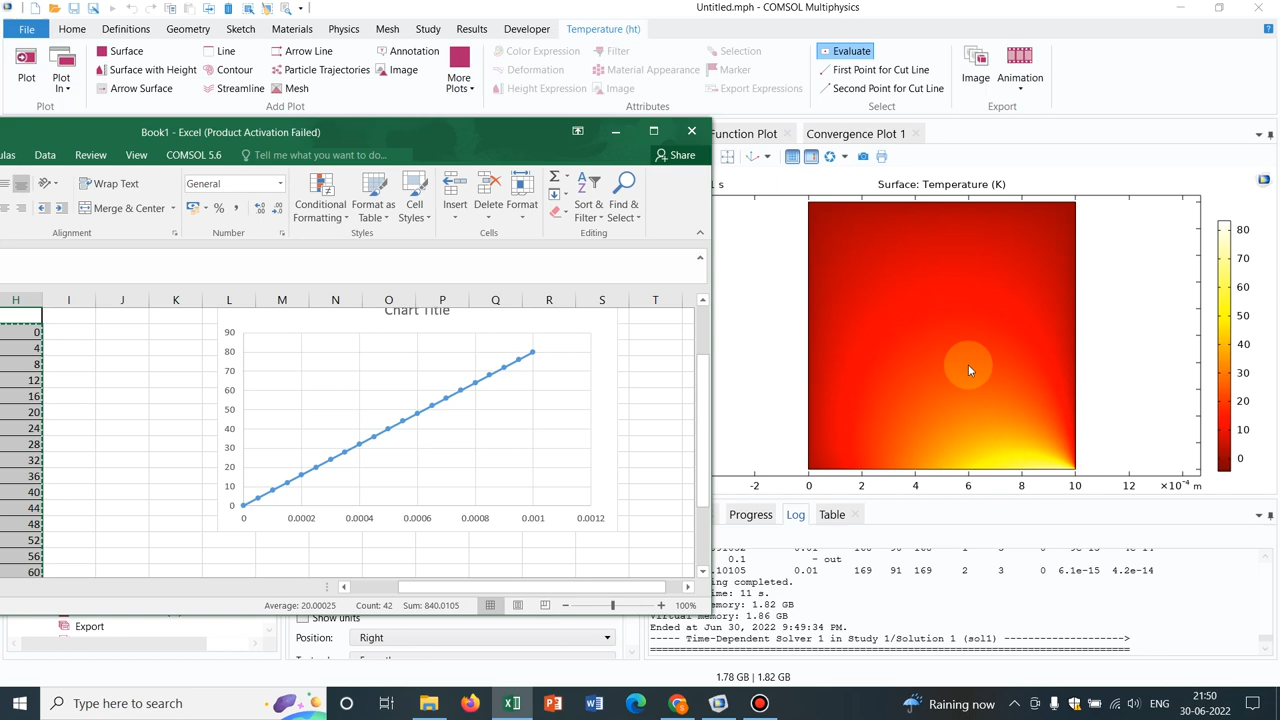 Untitled.mph - COMSOL Multiphysics
File Home Definitions Geometry Sketch Materials Physics Mesh Study Results Developer Temperature (ht)
Surface Line Arrow Line Annotation Color Expression Filter Selection Evaluate
Surface with Height Contour Particle Trajectories Image Deformation Material Appearance Marker First Point for Cut Line
Plot Plot In Arrow Surface Streamline Mesh More Plots Height Expression Image Export Expressions Second Point for Cut Line Image Animation
Plot Add Plot Attributes Select Export
Book1 - Excel (Product Activation Failed)
Function Plot Convergence Plot 1
Data Review View COMSOL 5.6 Tell me what you want to do... Share
Wrap Text General
Merge & Center % ,
Conditional Formatting Format as Table Cell Styles Insert Delete Format Sort & Filter Find & Select
Alignment Number Styles Cells Editing
H I J K L M N O P Q R S T
0
4
8
12
16
20
24
28
32
36
40
44
48
52
56
60
Chart Title
90
80
70
60
50
40
30
20
10
0
0 0.0002 0.0004 0.0006 0.0008 0.001 0.0012
Average: 20.00025 Count: 42 Sum: 840.0105 100%
Surface: Temperature (K)
80
70
60
50
40
30
20
10
0
-2 0 2 4 6 8 10 12 ×10⁻⁴ m
Progress Log Table
0.1 - out
0.10105 0.01 169 91 169 2 3 0 6.1e-15 4.2e-14
ing completed.
ime: 11 s.
emory: 1.82 GB
Virtual memory: 1.86 GB
Ended at Jun 30, 2022 9:49:34 PM.
----- Time-Dependent Solver 1 in Study 1/Solution 1 (sol1) -------------------->
Export
Show units
Position: Right
1.78 GB | 1.82 GB
Type here to search
Raining now
ENG
21:50
30-06-2022